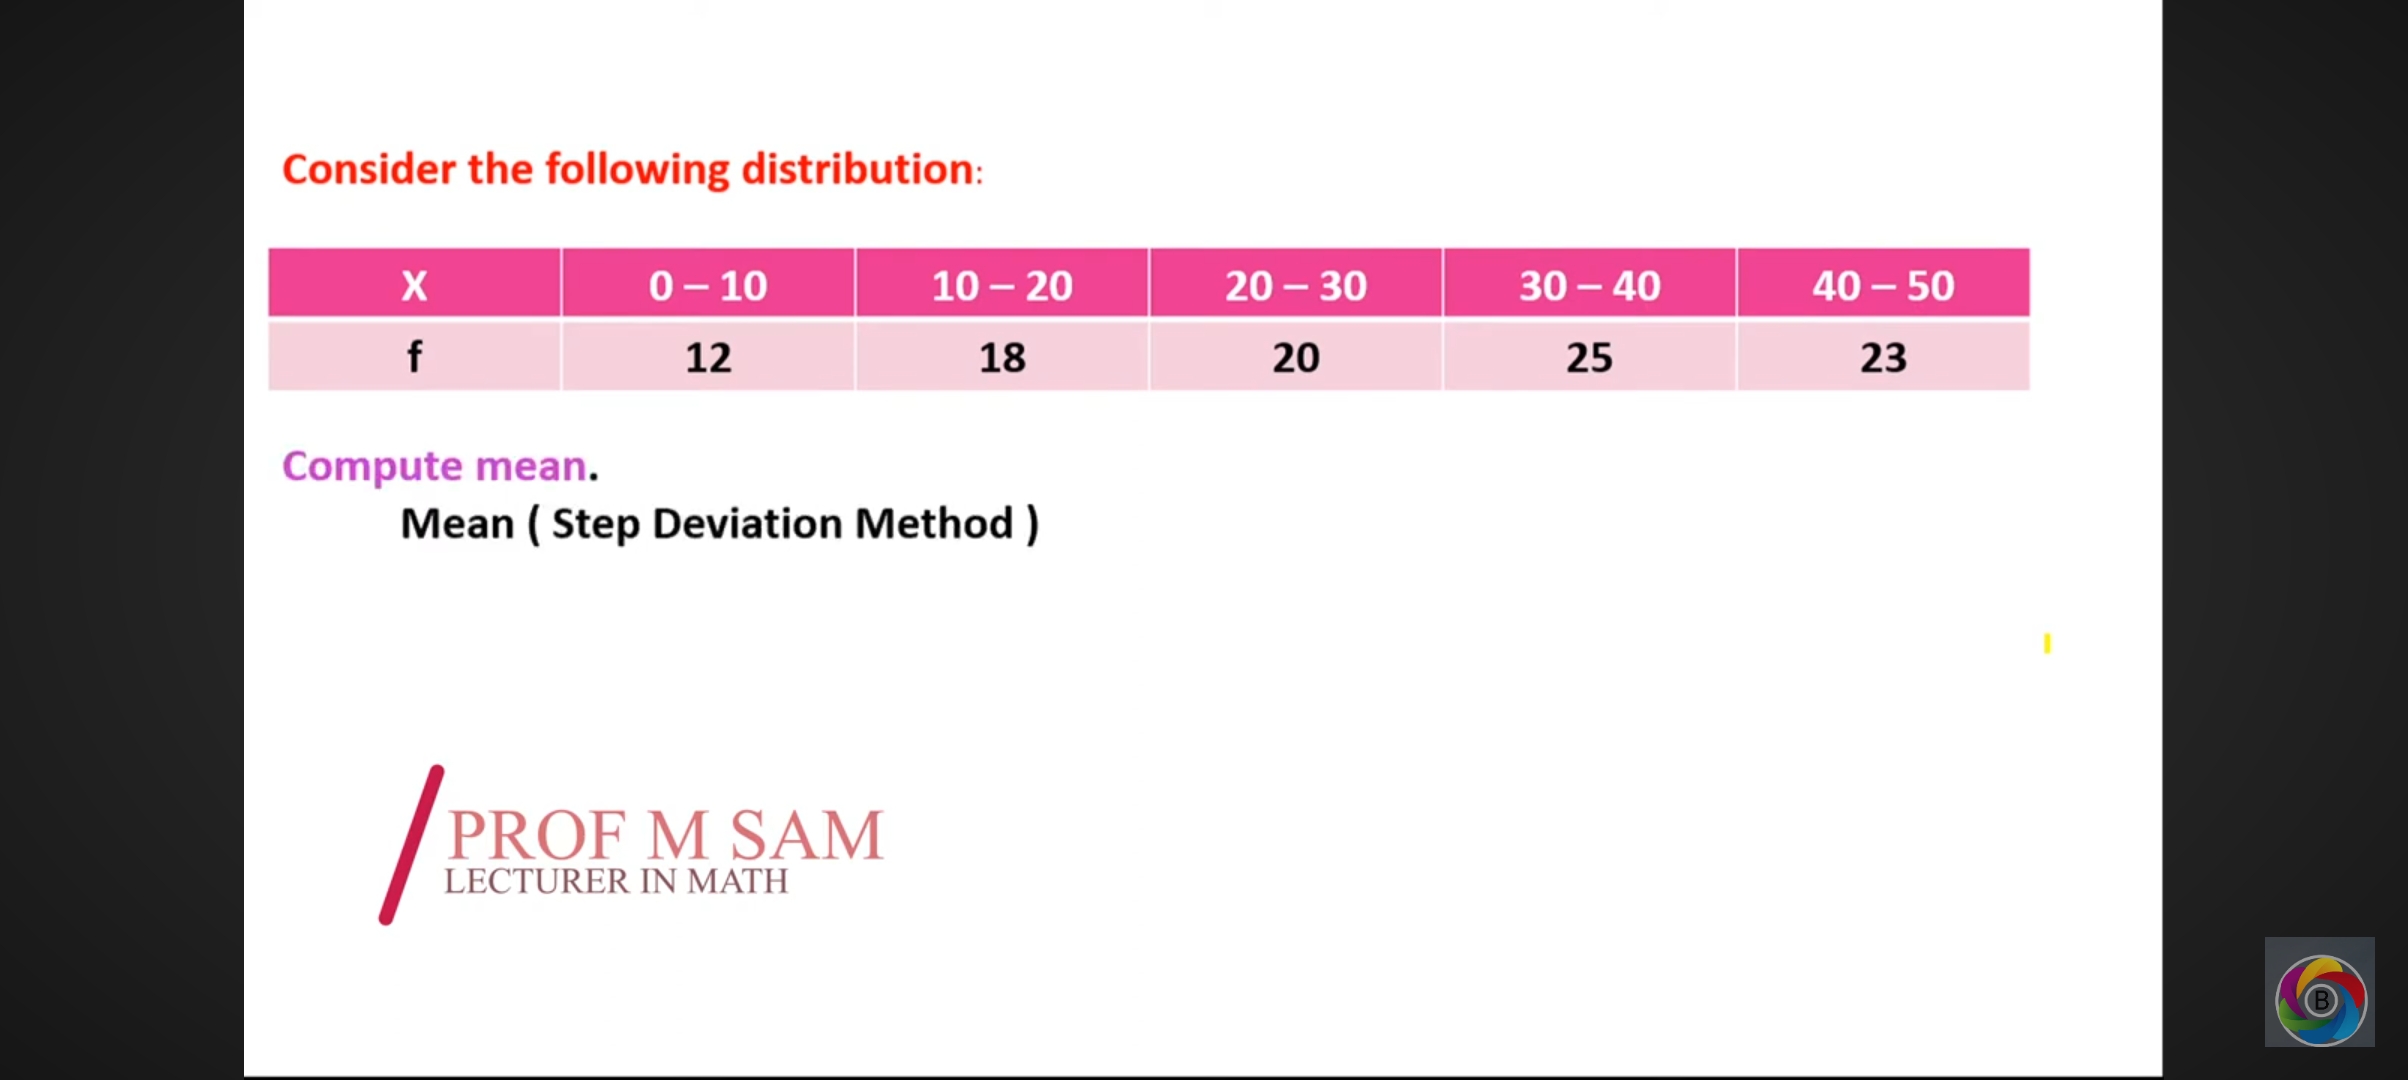 Consider the following distribution:
X 0 – 10 10 – 20 20 – 30 30 – 40 40 – 50
f 12 18 20 25 23
Compute mean.
Mean ( Step Deviation Method )
PROF M SAM
LECTURER IN MATH
B